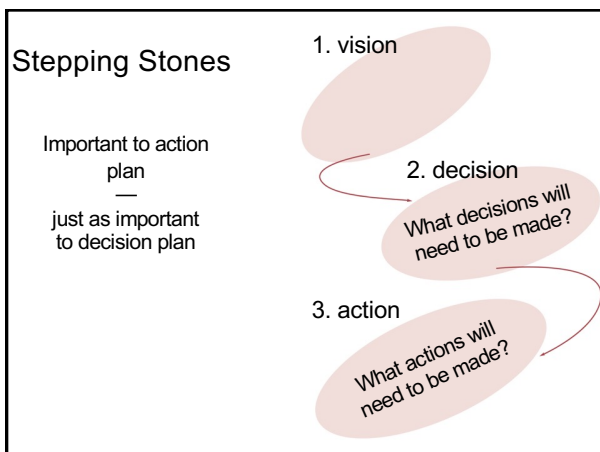 Stepping Stones
Important to action
plan
—
just as important
to decision plan
1. vision
2. decision
What decisions will
need to be made?
3. action
What actions will
need to be made?